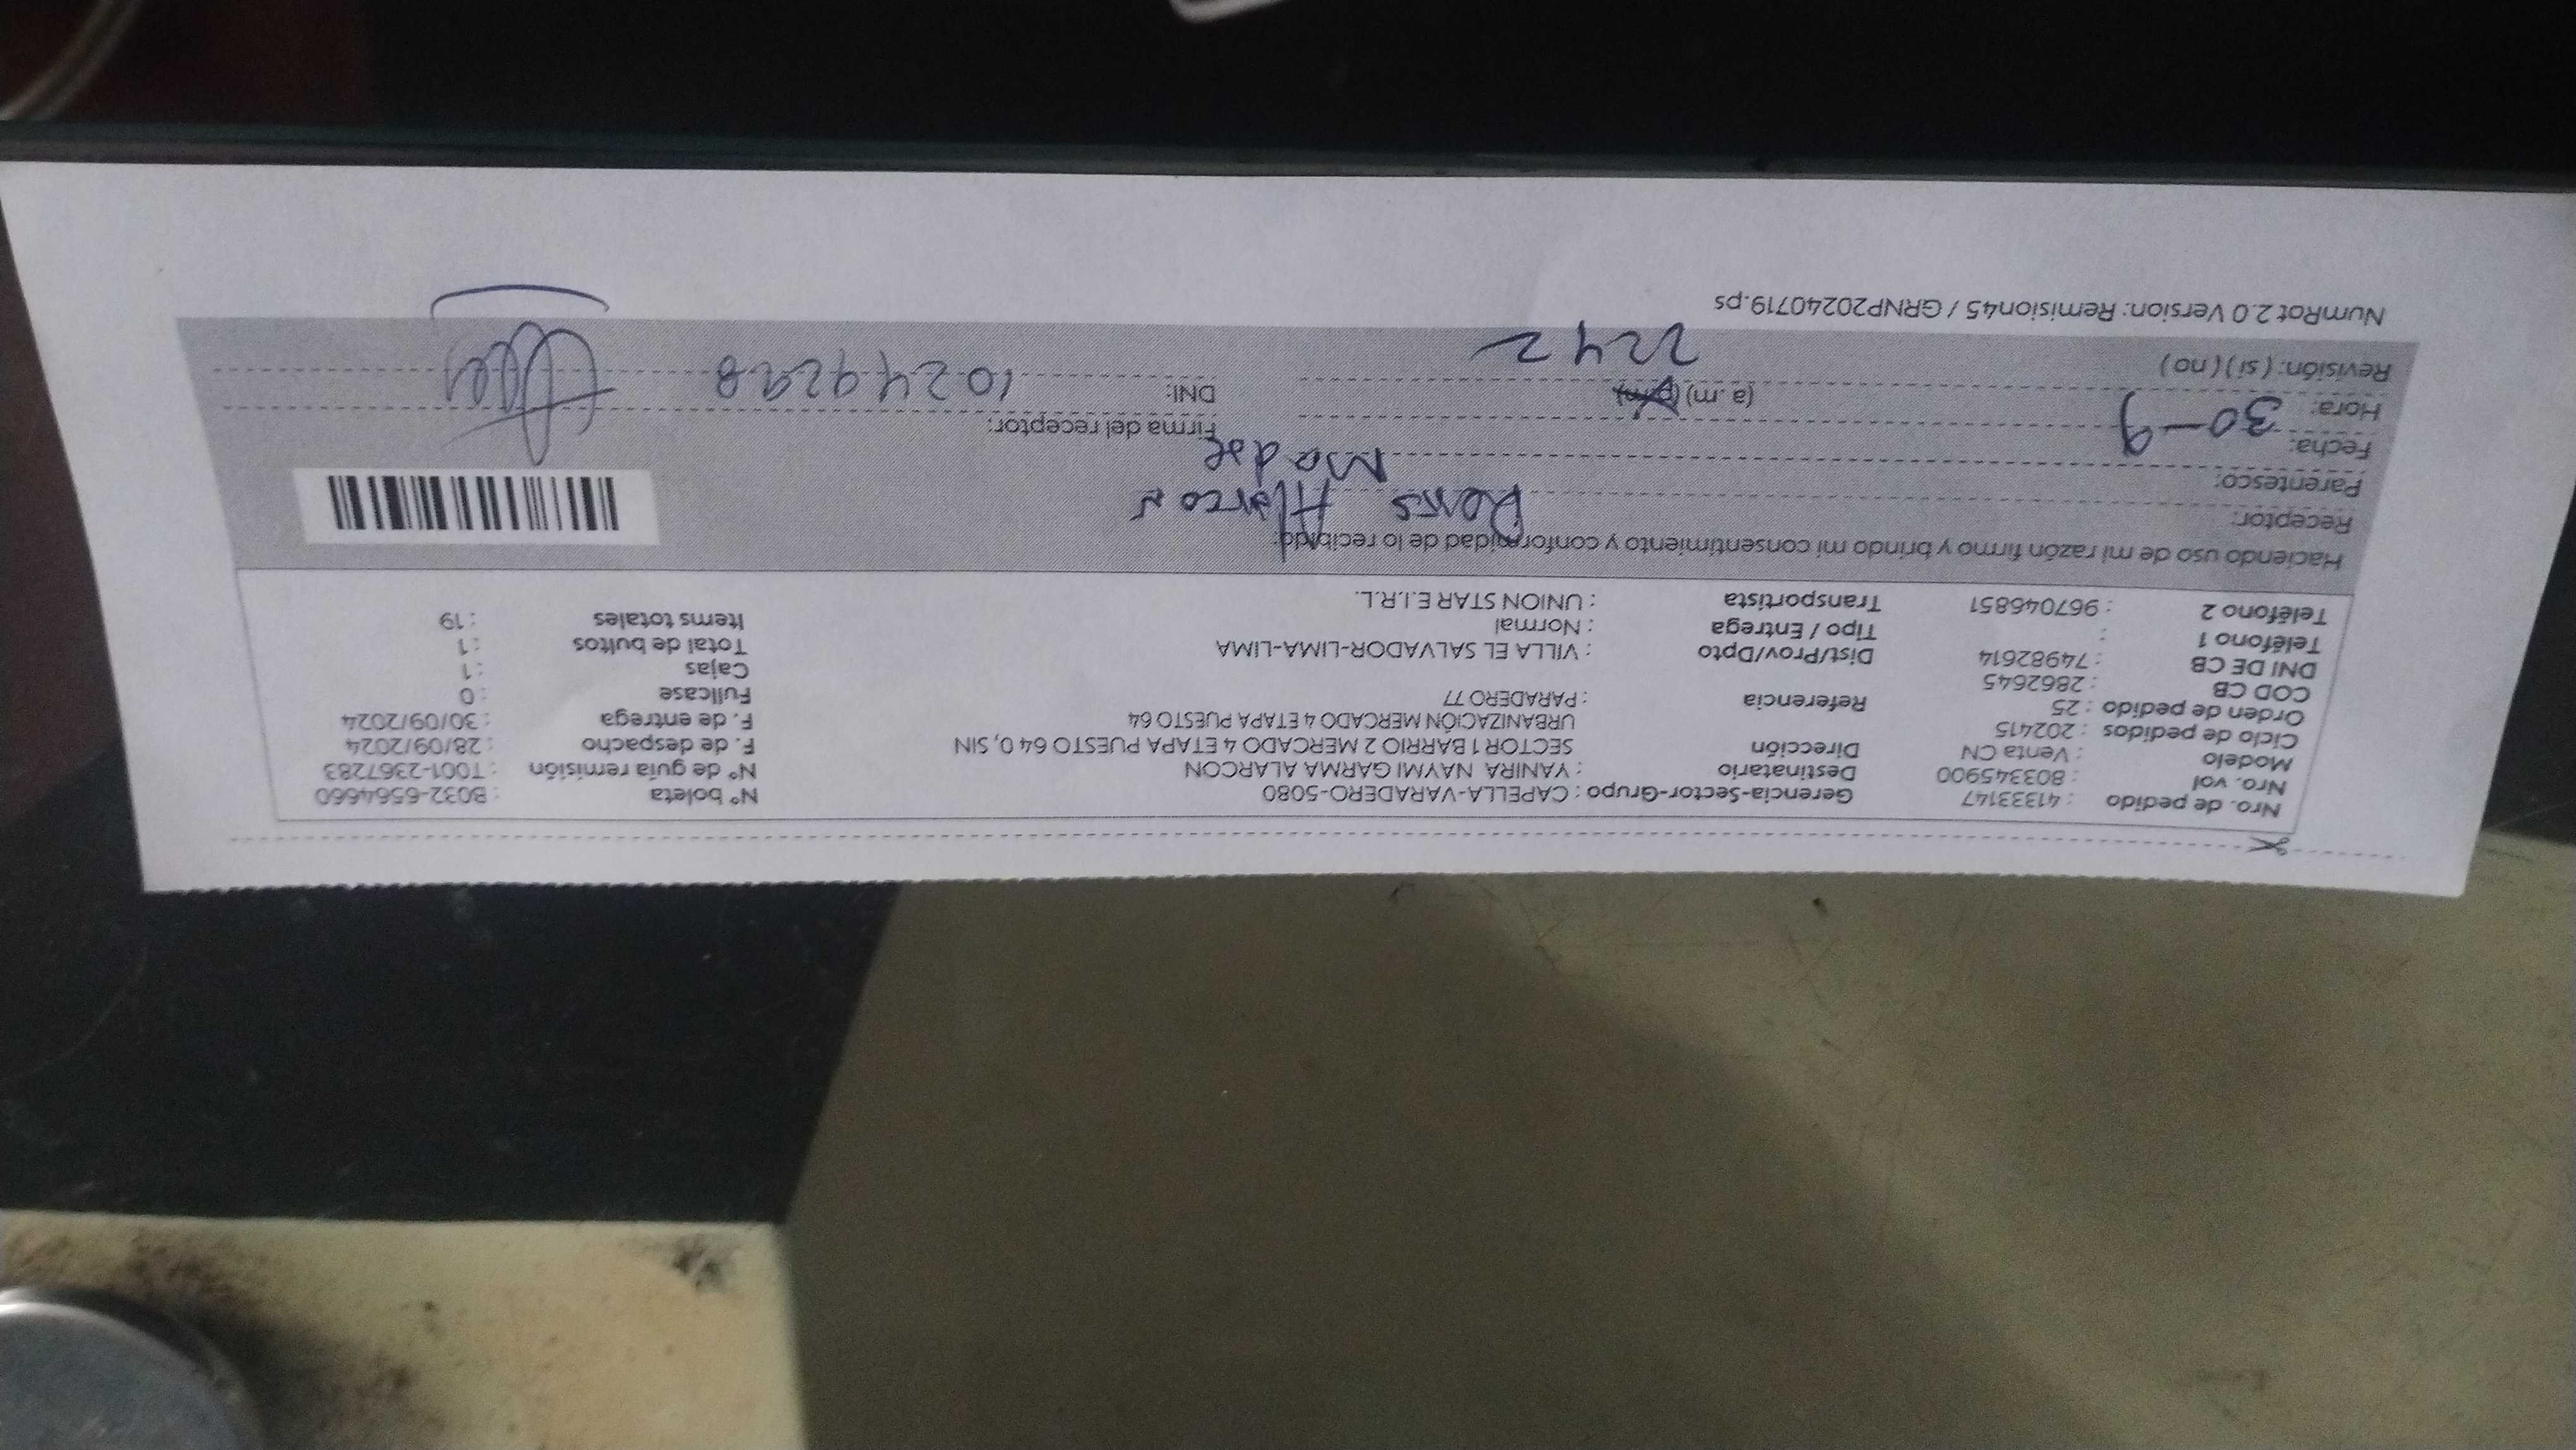 Nro. de pedido : 41333147 Gerencia-Sector-Grupo : CAPELLA-VARADERO-5080 N° boleta : B032-6564660
Nro. vol : 803345900 Destinatario : YANIRA NAYMI GARMA ALARCON N° de guía remisión : T001-2367283
Modelo : Venta CN Dirección SECTOR 1 BARRIO 2 MERCADO 4 ETAPA PUESTO 64 0, SIN F. de despacho : 28/09/2024
Ciclo de pedidos : 202415 URBANIZACIÓN MERCADO 4 ETAPA PUESTO 64 F. de entrega : 30/09/2024
Orden de pedido : 25 Referencia : PARADERO 77 Fullcase : 0
COD CB : 2862645 Cajas : 1
DNI DE CB : 74982614 Dist/Prov/Dpto : VILLA EL SALVADOR-LIMA-LIMA Total de bultos : 1
Teléfono 1 : Tipo / Entrega : Normal Items totales : 19
Teléfono 2 : 967046851 Transportista : UNION STAR E.I.R.L.
Haciendo uso de mi razón firmo y brindo mi consentimiento y conformidad de lo recibido:
Receptor: Alarcon
Parentesco: Madre
Fecha: 30-9 Firma del receptor:
Hora: (a.m) (p.m) DNI: 10249298
Revisión: (si) (no) 2242
NumRot 2.0 Version: Remision45 / GRNP20240719.ps